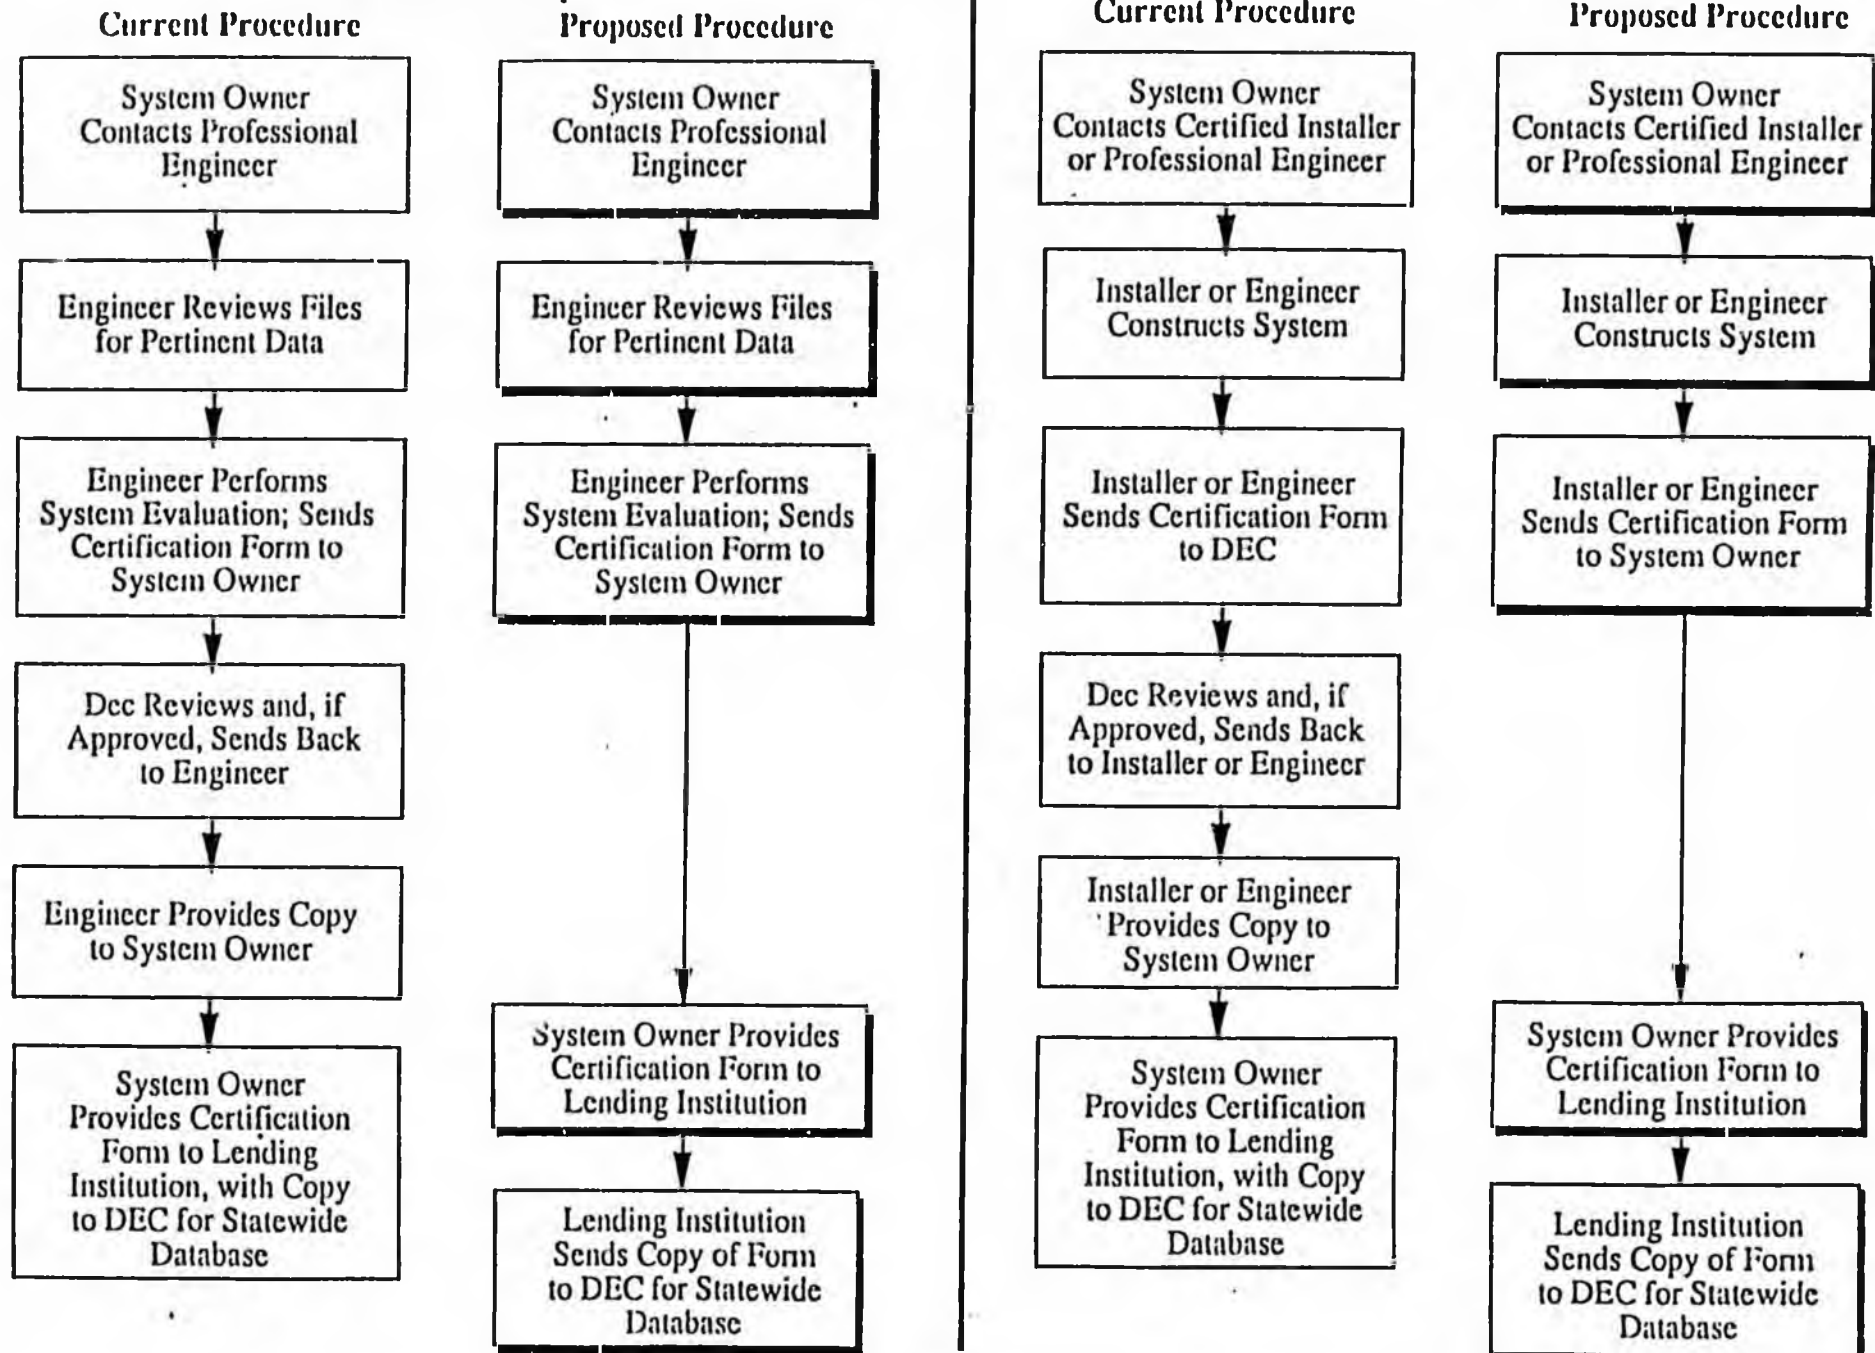 Current Procedure
System Owner
Contacts Professional
Engineer
Engineer Reviews Files
for Pertinent Data
Engineer Performs
System Evaluation; Sends
Certification Form to
System Owner
Dec Reviews and, if
Approved, Sends Back
to Engineer
Engineer Provides Copy
to System Owner
System Owner
Provides Certification
Form to Lending
Institution, with Copy
to DEC for Statewide
Database
Proposed Procedure
System Owner
Contacts Professional
Engineer
Engineer Reviews Files
for Pertinent Data
Engineer Performs
System Evaluation; Sends
Certification Form to
System Owner
System Owner Provides
Certification Form to
Lending Institution
Lending Institution
Sends Copy of Form
to DEC for Statewide
Database
Current Procedure
System Owner
Contacts Certified Installer
or Professional Engineer
Installer or Engineer
Constructs System
Installer or Engineer
Sends Certification Form
to DEC
Dec Reviews and, if
Approved, Sends Back
to Installer or Engineer
Installer or Engineer
Provides Copy to
System Owner
System Owner
Provides Certification
Form to Lending
Institution, with Copy
to DEC for Statewide
Database
Proposed Procedure
System Owner
Contacts Certified Installer
or Professional Engineer
Installer or Engineer
Constructs System
Installer or Engineer
Sends Certification Form
to System Owner
System Owner Provides
Certification Form to
Lending Institution
Lending Institution
Sends Copy of Form
to DEC for Statewide
Database